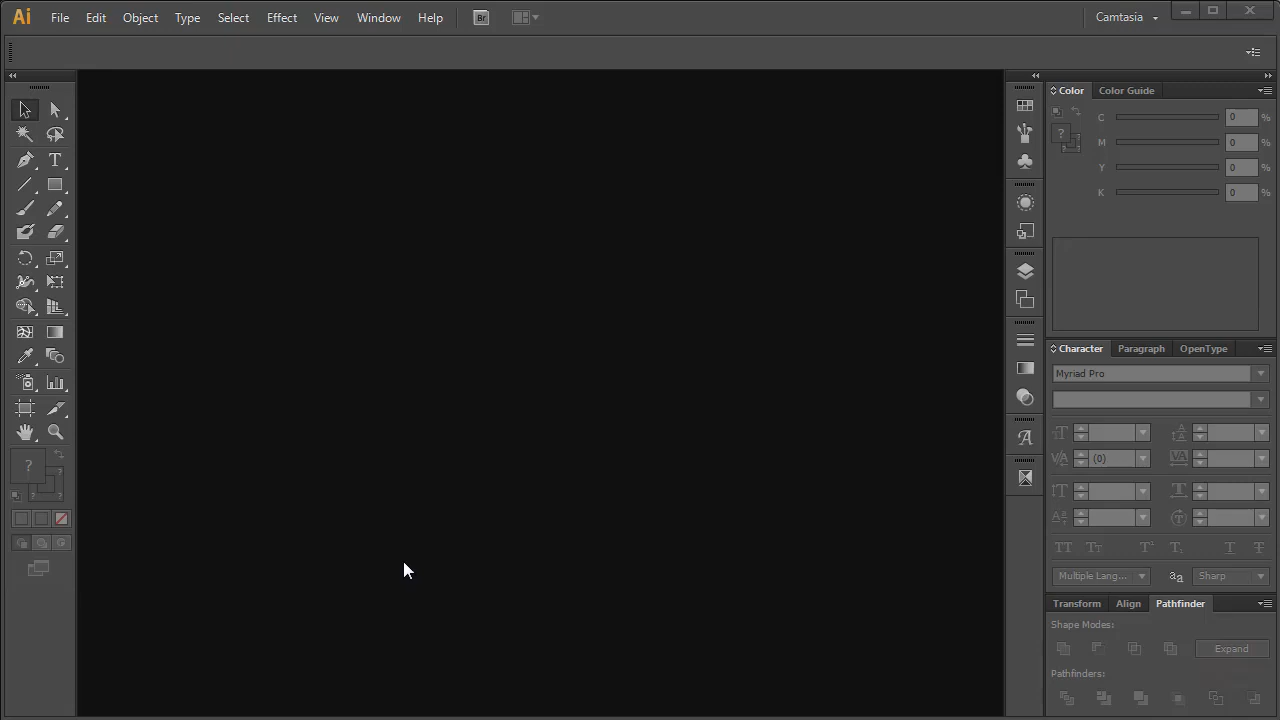 Ai File Edit Object Type Select Effect View Window Help Br Camtasia
Color Color Guide
C 0 %
? M 0 %
Y 0 %
K 0 %
Character Paragraph OpenType
Myriad Pro
(0)
?
Multiple Lang... aa Sharp
Transform Align Pathfinder
Shape Modes:
Expand
Pathfinders: